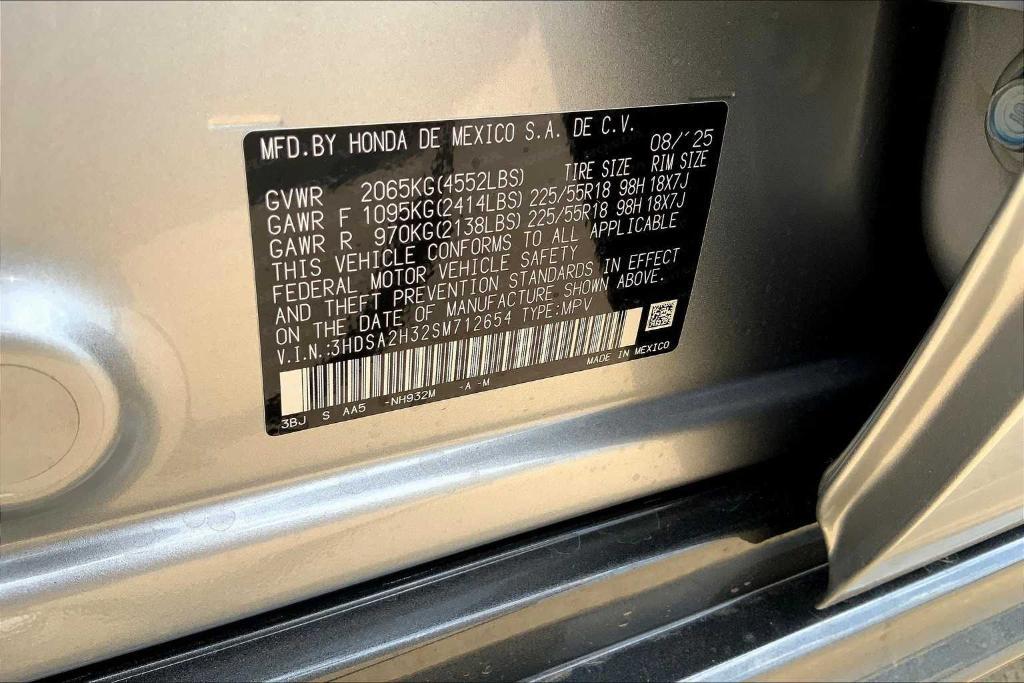 MFD.BY HONDA DE MEXICO S.A. DE C.V. 08/'25
GVWR 2065KG(4552LBS) TIRE SIZE RIM SIZE
GAWR F 1095KG(2414LBS) 225/55R18 98H 18X7J
GAWR R 970KG(2138LBS) 225/55R18 98H 18X7J
THIS VEHICLE CONFORMS TO ALL APPLICABLE
FEDERAL MOTOR VEHICLE SAFETY
AND THEFT PREVENTION STANDARDS IN EFFECT
ON THE DATE OF MANUFACTURE SHOWN ABOVE.
V.I.N.:3HDSA2H32SM712654 TYPE:MPV
MADE IN MEXICO
3BJ S AA5 -NH932M -A -M